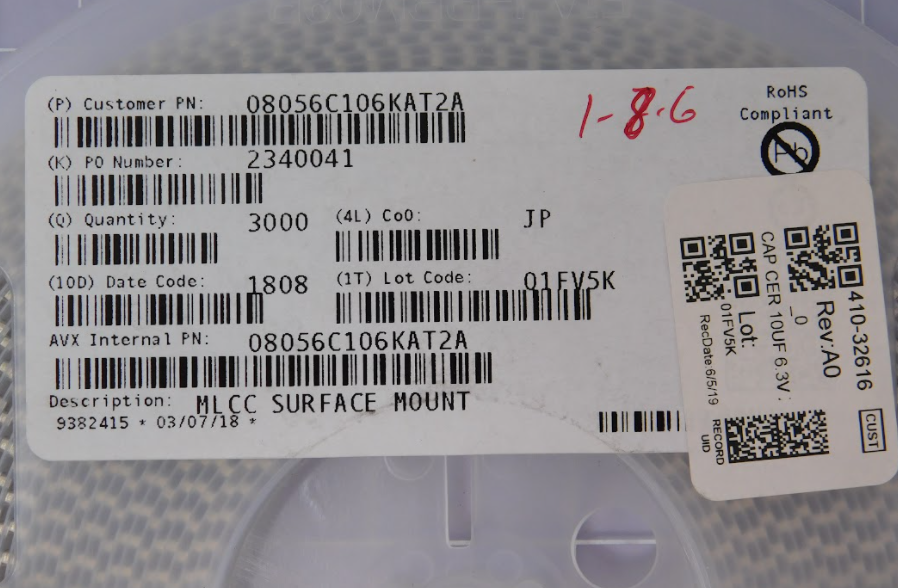 (P) Customer PN: 08056C106KAT2A
1-8-6
RoHS
Compliant
Pb
(K) PO Number: 2340041
(Q) Quantity: 3000 (4L) CoO: JP
(10D) Date Code: 1808 (1T) Lot Code: 01FV5K
AVX Internal PN: 08056C106KAT2A
Description: MLCC SURFACE MOUNT
9382415 * 03/07/18 *
410-32616
Rev:A0
_0
CAP CER 10UF 6.3V :
Lot:
01FV5K
RecDate 6/5/19
CUST
RECORD
UID